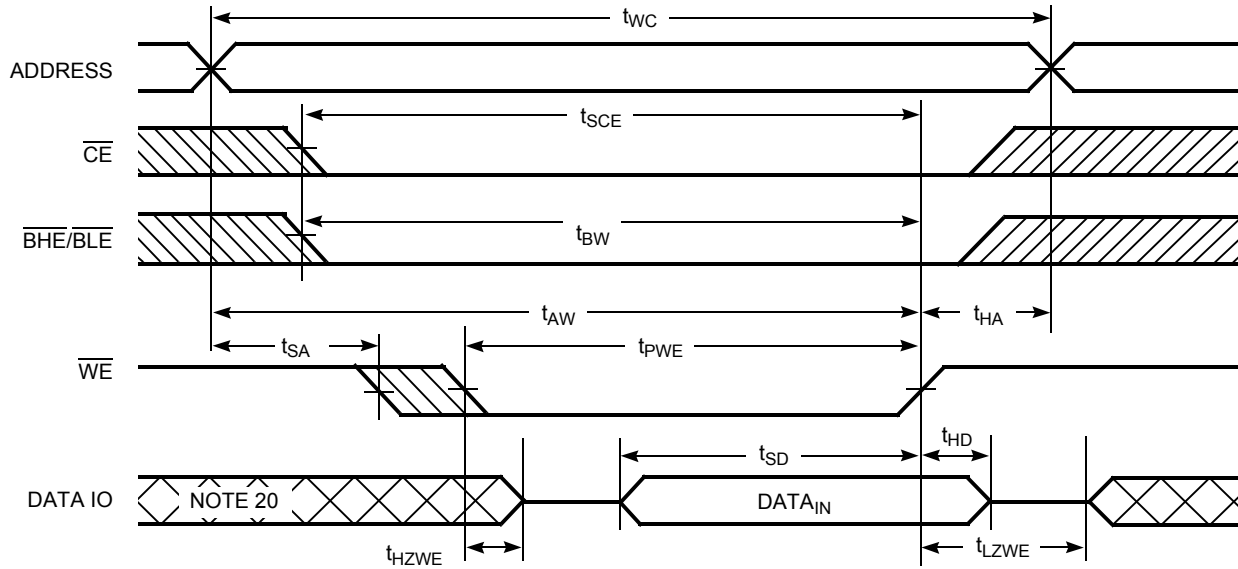 tWC
ADDRESS
tSCE
CE
tBW
BHE/BLE
tAW
tHA
tSA
tPWE
WE
tSD
tHD
DATA IO
NOTE 20
DATAIN
tHZWE
tLZWE